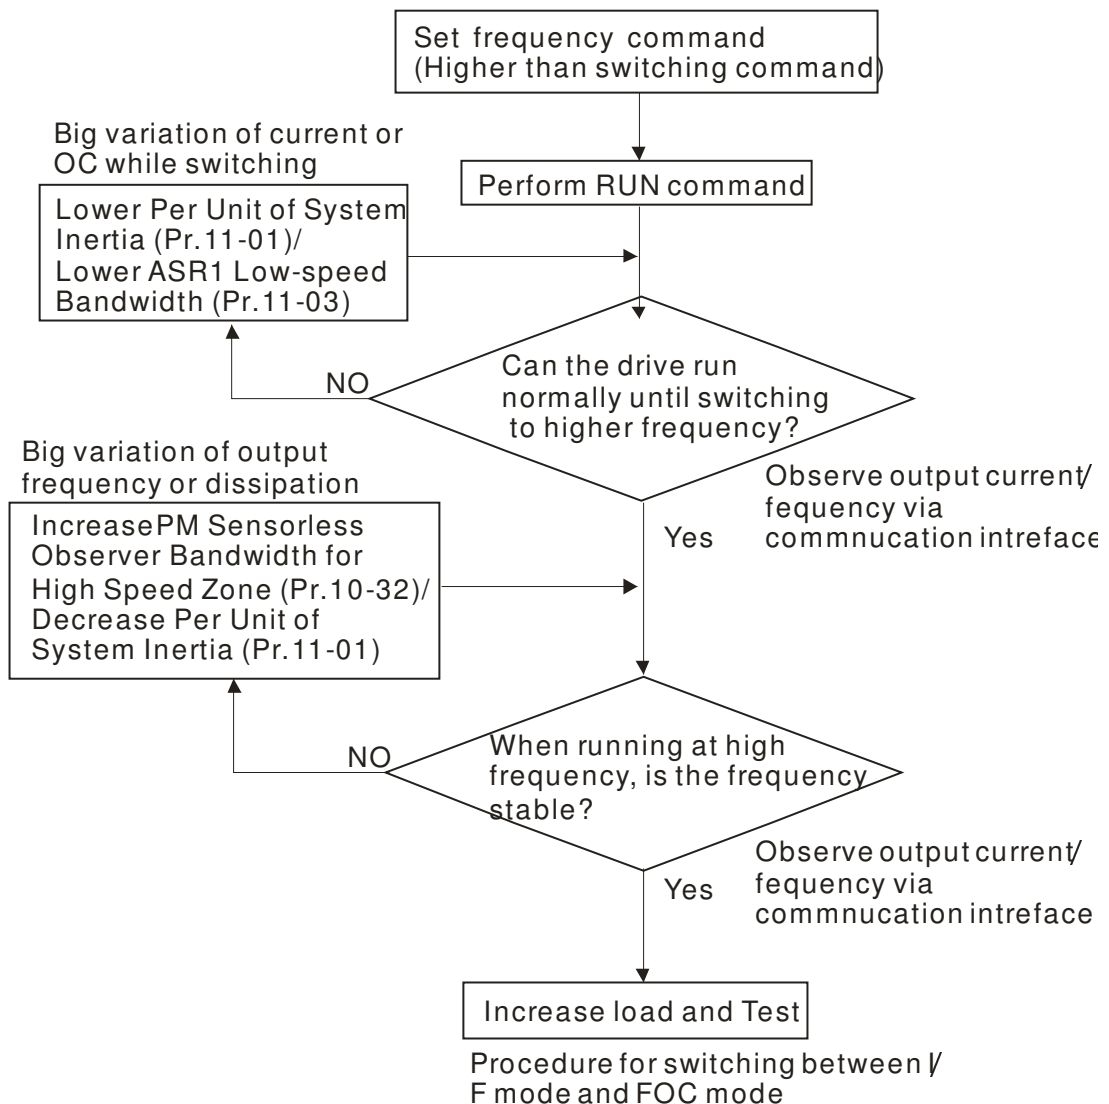 Set frequency command
(Higher than switching command)
Big variation of current or
OC while switching
Perform RUN command
Lower Per Unit of System
Inertia (Pr.11-01)/
Lower ASR1 Low-speed
Bandwidth (Pr.11-03)
Can the drive run
normally until switching
to higher frequency?
NO
Big variation of output
frequency or dissipation
Observe output current/
fequency via
commnucation intreface
Yes
IncreasePM Sensorless
Observer Bandwidth for
High Speed Zone (Pr.10-32)/
Decrease Per Unit of
System Inertia (Pr.11-01)
When running at high
frequency, is the frequency
stable?
NO
Observe output current/
fequency via
commnucation intreface
Yes
Increase load and Test
Procedure for switching between I/
F mode and FOC mode